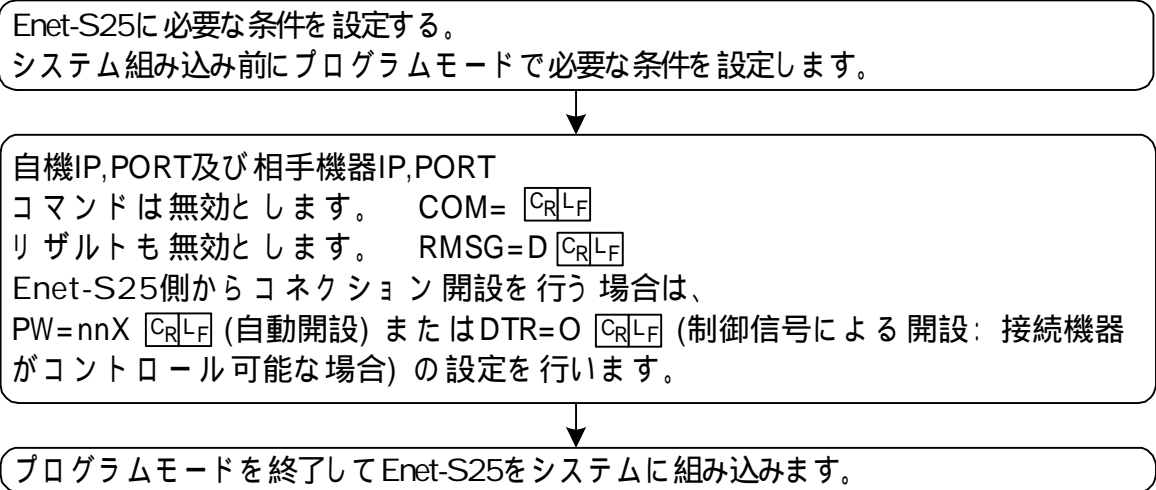 Enet-S25に必要な条件を設定する。
システム組み込み前にプログラムモードで必要な条件を設定します。
自機IP,PORT及び相手機器IP,PORT
コマンドは無効とします。 COM= CRLF
リザルトも無効とします。 RMSG=D CRLF
Enet-S25側からコネクション開設を行う場合は、
PW=nnX CRLF (自動開設) またはDTR=O CRLF (制御信号による開設: 接続機器
がコントロール可能な場合) の設定を行います。
プログラムモードを終了してEnet-S25をシステムに組み込みます。